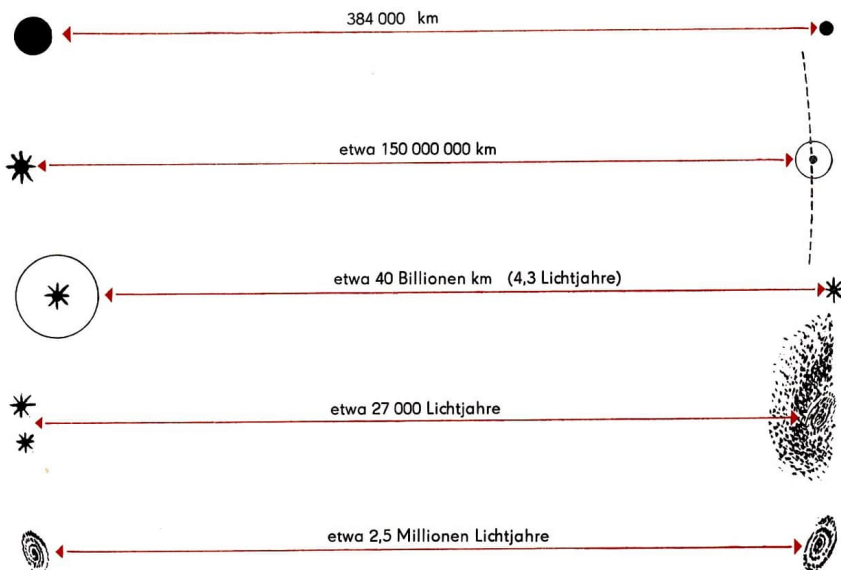 384 000 km
etwa 150 000 000 km
etwa 40 Billionen km (4,3 Lichtjahre)
etwa 27 000 Lichtjahre
etwa 2,5 Millionen Lichtjahre